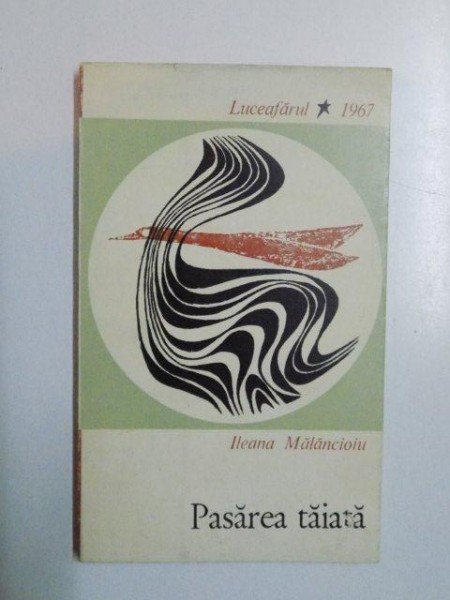 Luceafărul ★ 1967
Ileana Mălăncioiu
Pasărea tăiată